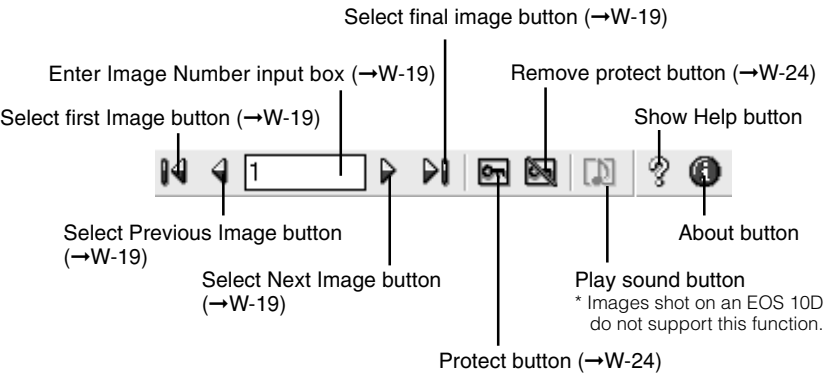 Select final image button (→W-19)
Enter Image Number input box (→W-19)
Remove protect button (→W-24)
Select first Image button (→W-19)
Show Help button
1
Select Previous Image button
(→W-19)
Select Next Image button
(→W-19)
About button
Play sound button
* Images shot on an EOS 10D
do not support this function.
Protect button (→W-24)